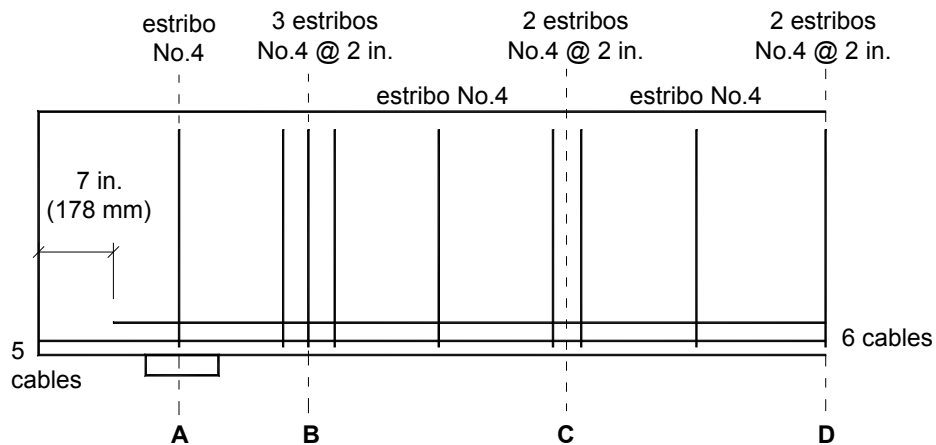 estribo
No.4
3 estribos
No.4 @ 2 in.
2 estribos
No.4 @ 2 in.
2 estribos
No.4 @ 2 in.
estribo No.4
estribo No.4
7 in.
(178 mm)
5
cables
6 cables
A
B
C
D